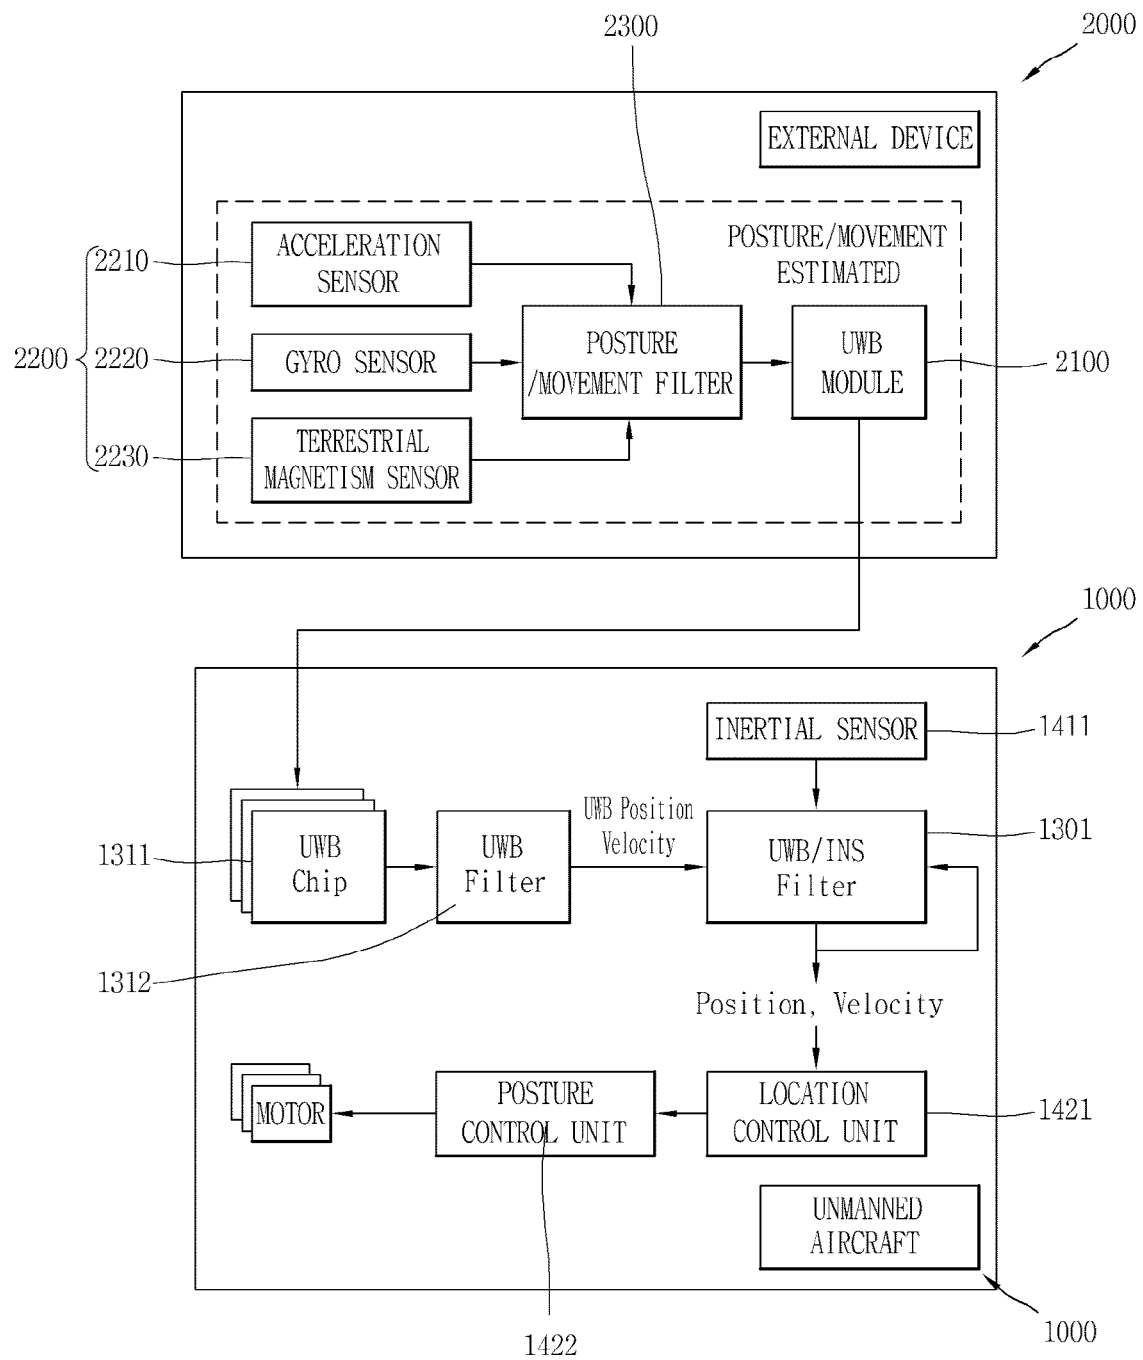 2300
2000
EXTERNAL DEVICE
ACCELERATION
SENSOR
POSTURE/MOVEMENT
ESTIMATED
2210
2200
2220
GYRO SENSOR
POSTURE
/MOVEMENT FILTER
UWB
MODULE
2100
2230
TERRESTRIAL
MAGNETISM SENSOR
1000
INERTIAL SENSOR
1411
1311
UWB
Chip
UWB
Filter
UWB Position
Velocity
UWB/INS
Filter
1301
1312
Position, Velocity
MOTOR
POSTURE
CONTROL UNIT
LOCATION
CONTROL UNIT
1421
UNMANNED
AIRCRAFT
1422
1000